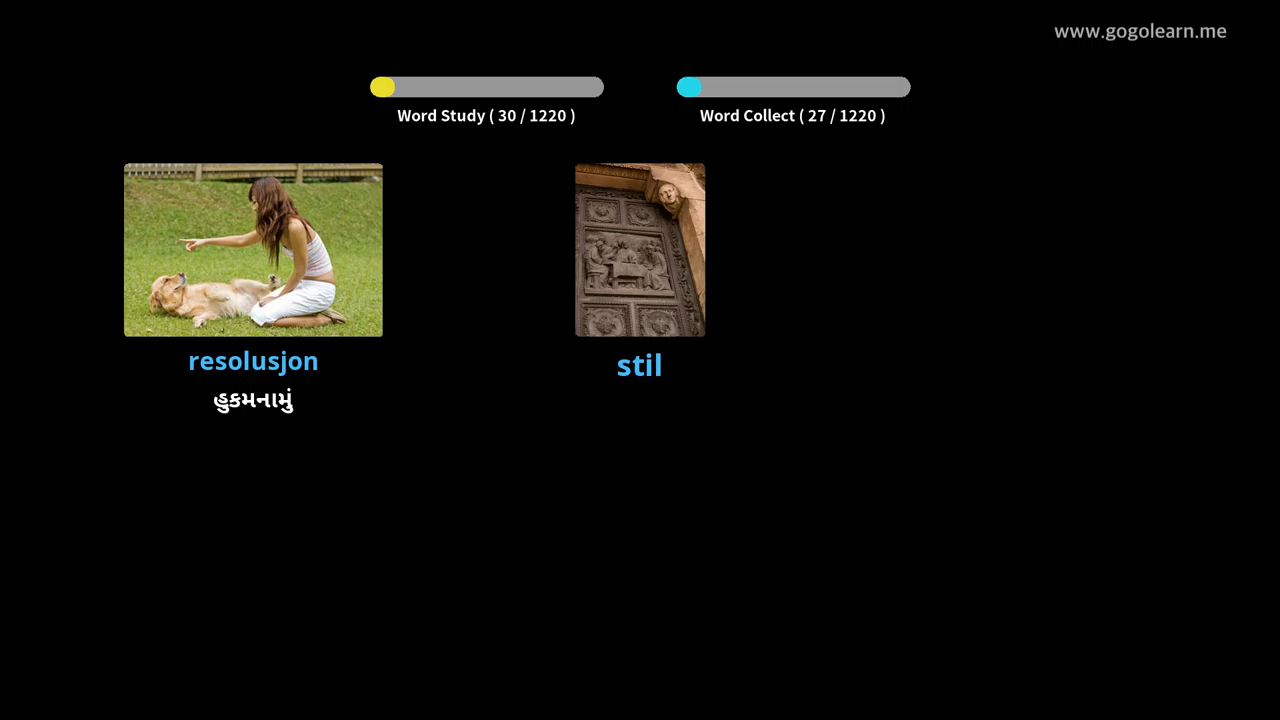 www.gogolearn.me
Word Study ( 30 / 1220 )
Word Collect ( 27 / 1220 )
resolusjon
હુકમનામું
stil